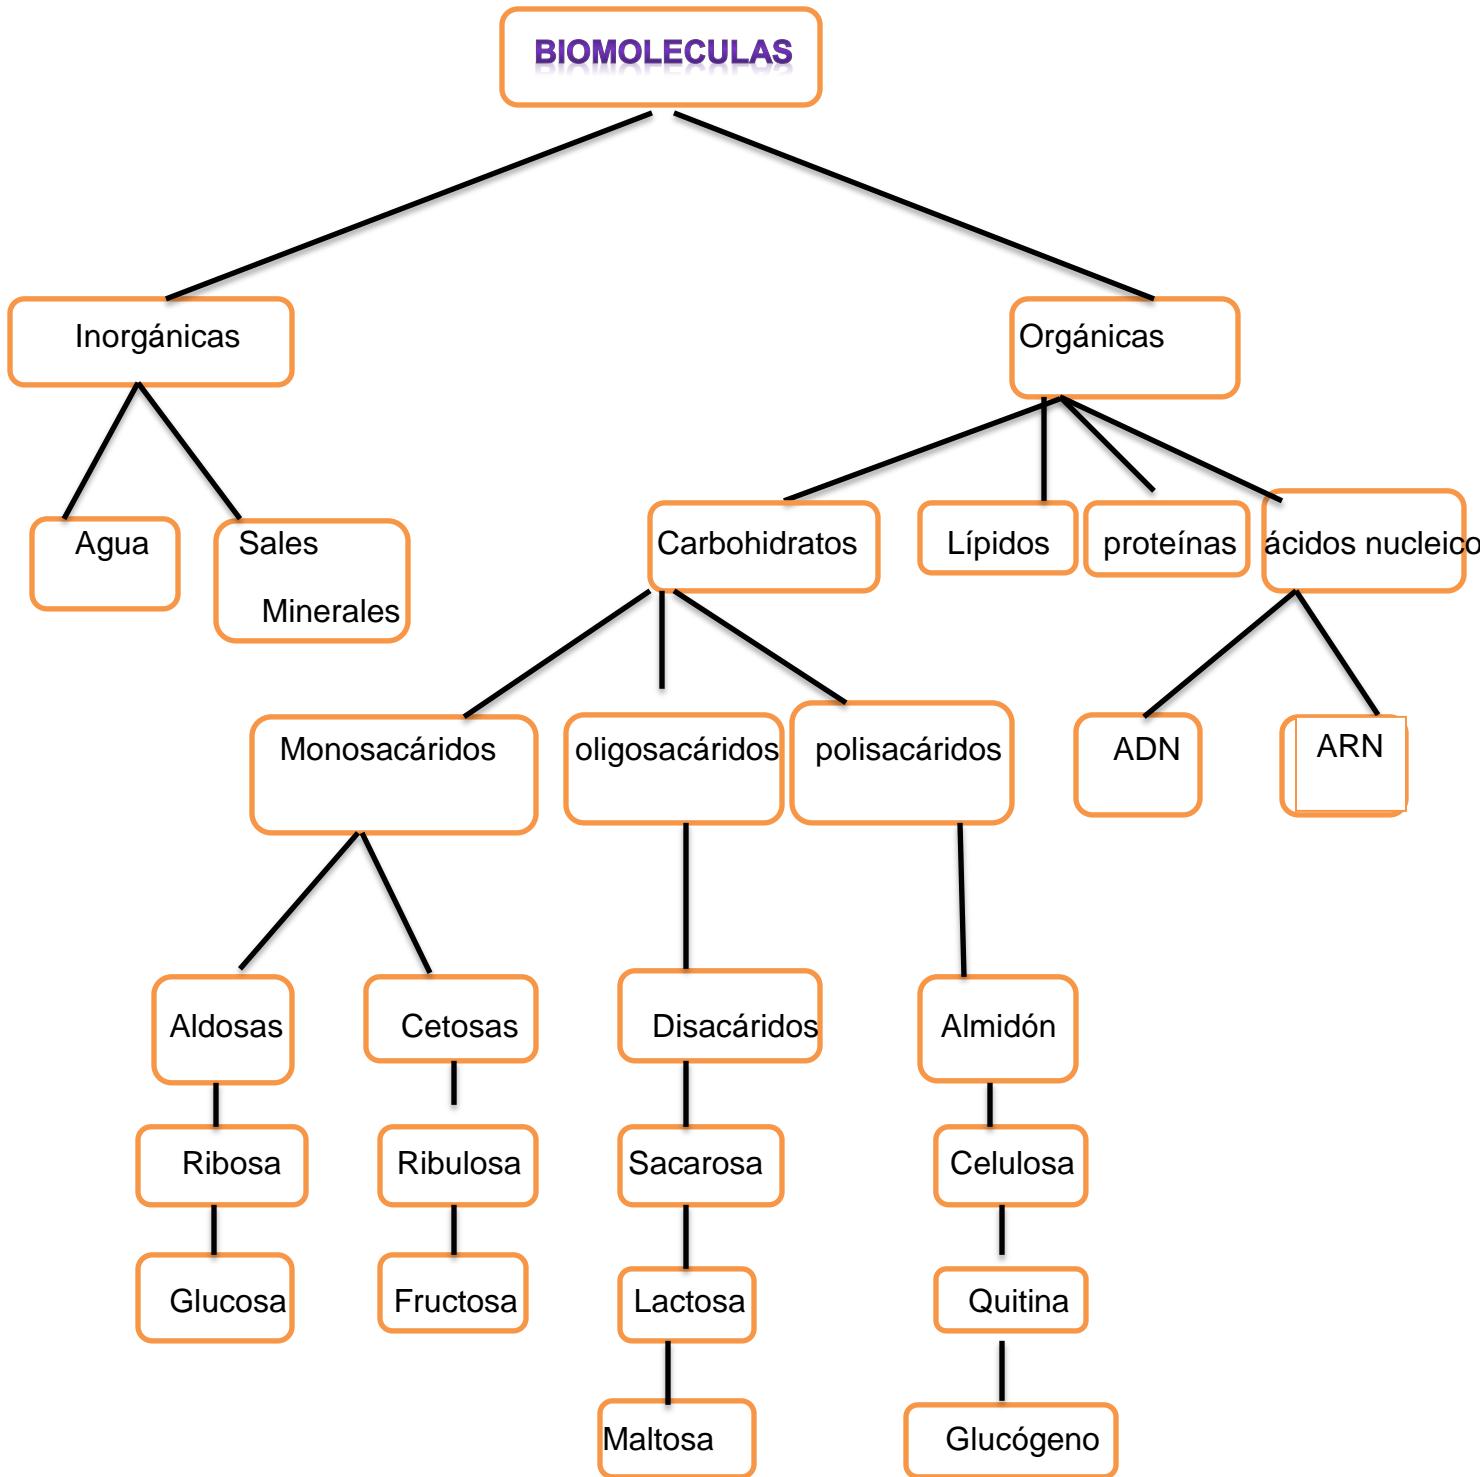 BIOMOLECULAS
Inorgánicas
Orgánicas
Agua
Sales
Minerales
Carbohidratos
Lípidos
proteínas
ácidos nucleico
Monosacáridos
oligosacáridos
polisacáridos
ADN
ARN
Aldosas
Cetosas
Disacáridos
Almidón
Ribosa
Ribulosa
Sacarosa
Celulosa
Glucosa
Fructosa
Lactosa
Quitina
Maltosa
Glucógeno